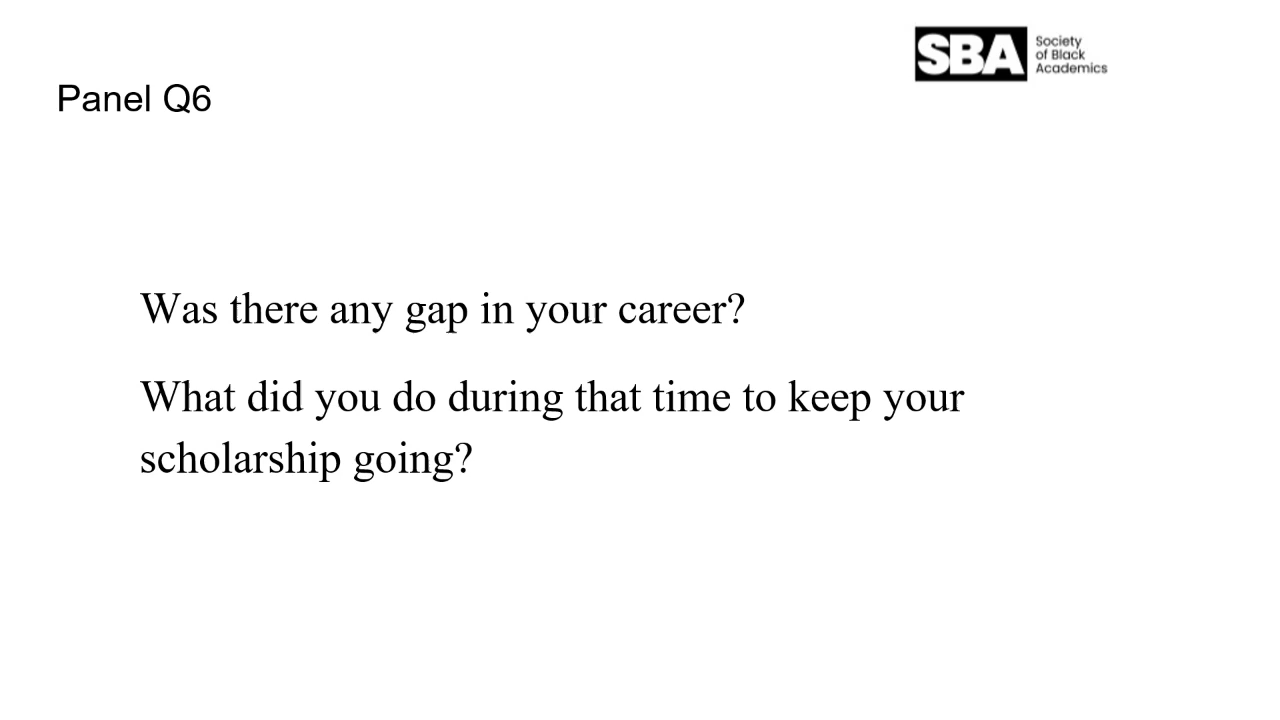 SBA
Society
of Black
Academics
Panel Q6
Was there any gap in your career?
What did you do during that time to keep your
scholarship going?